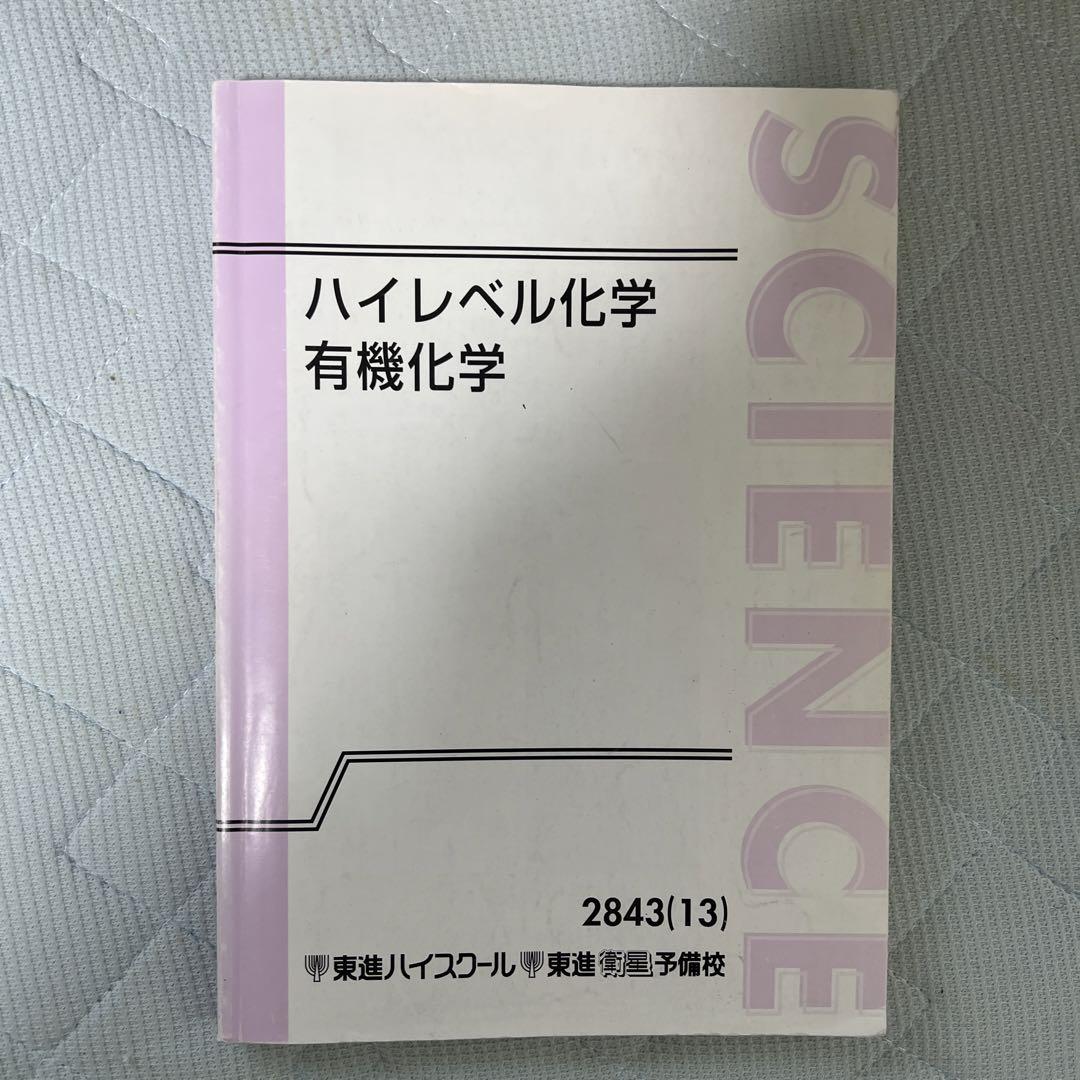 ハイレベル化学
有機化学
SCIENCE
2843(13)
東進ハイスクール 東進衛星予備校